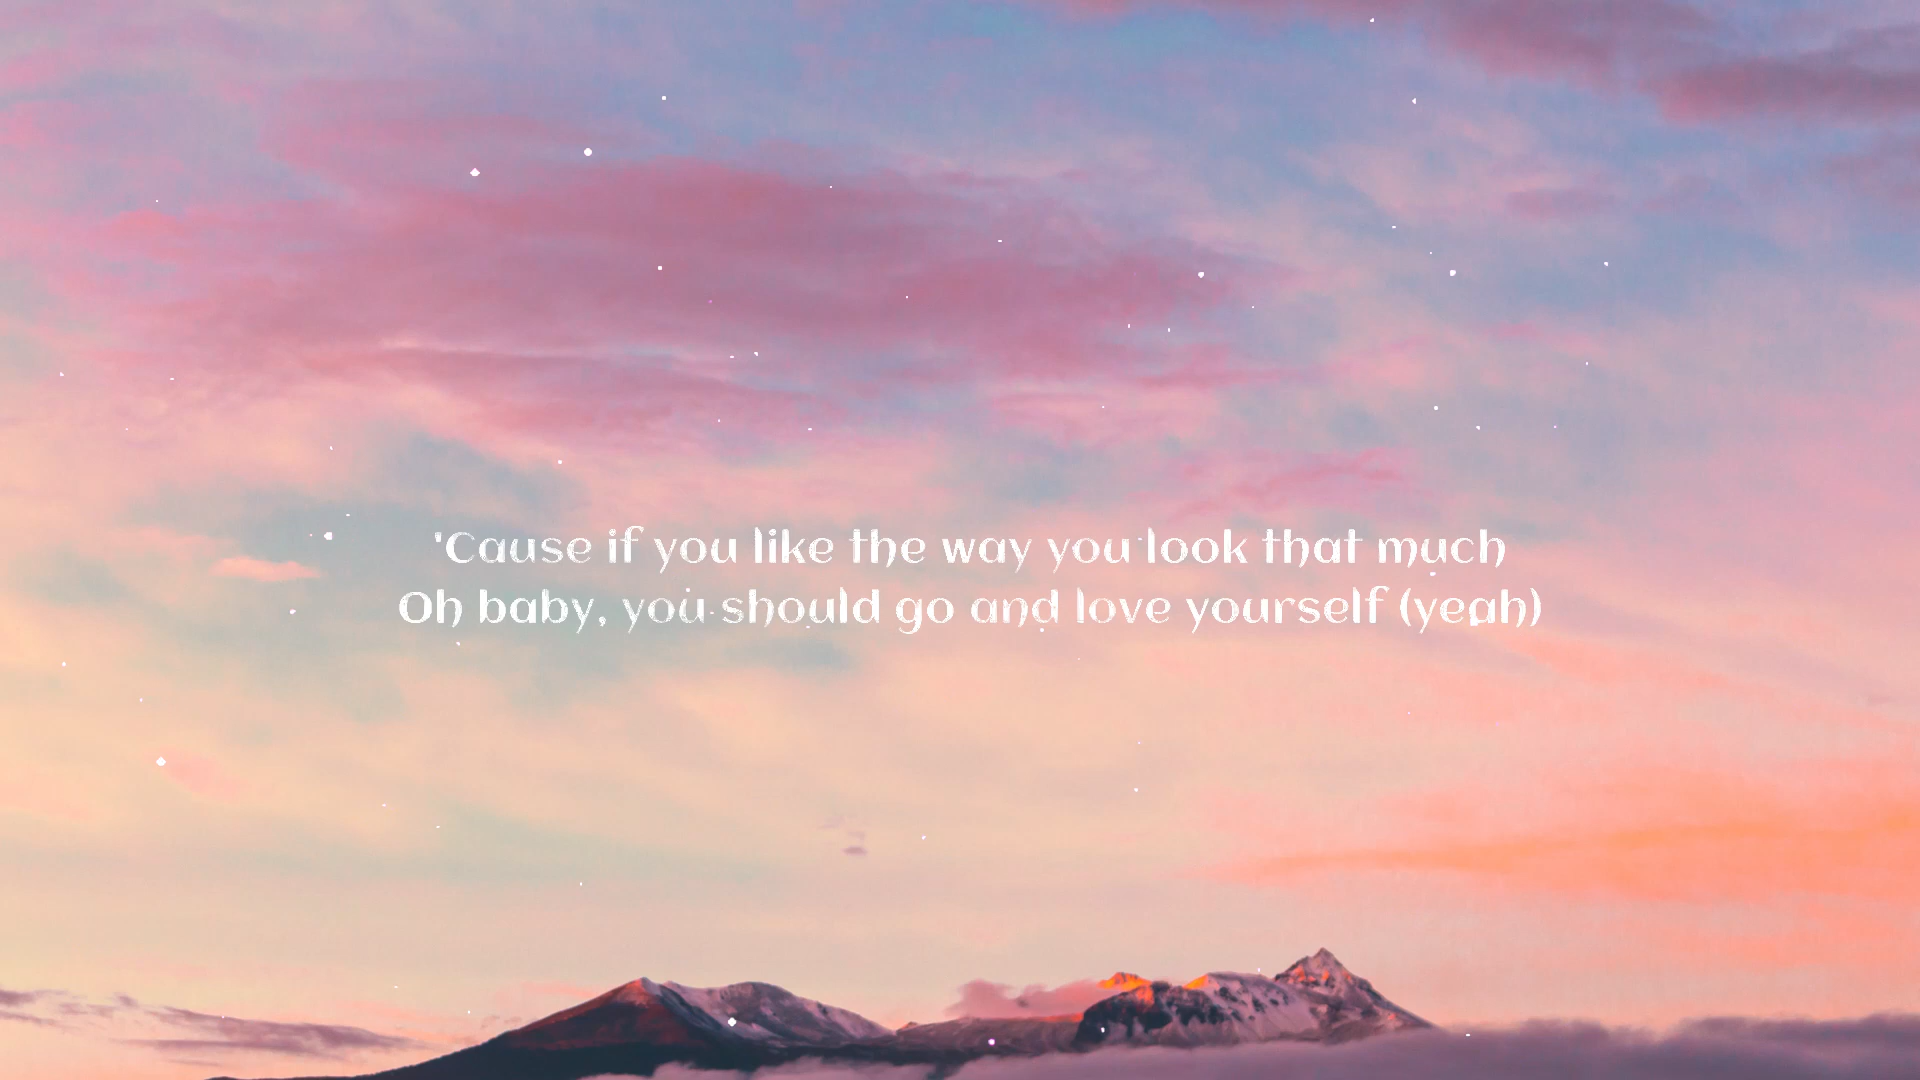 'Cause if you like the way you look that much
Oh baby, you should go and love yourself (yeah)